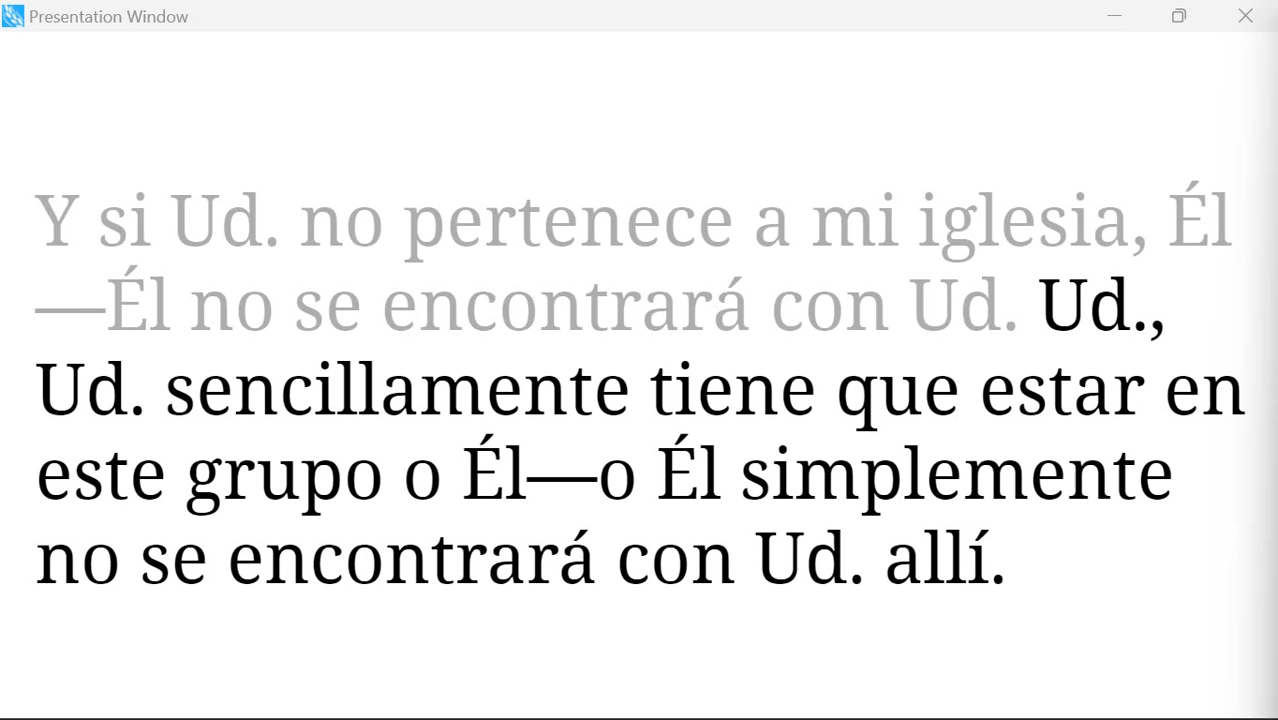 Presentation Window
Y si Ud. no pertenece a mi iglesia, Él
—Él no se encontrará con Ud. Ud.,
Ud. sencillamente tiene que estar en
este grupo o Él—o Él simplemente
no se encontrará con Ud. allí.